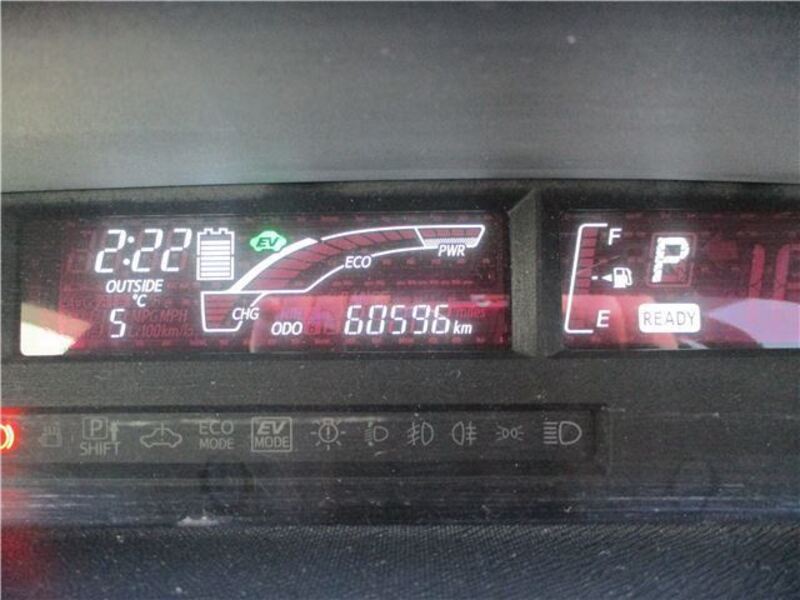 2:22
EV
F
P
OUTSIDE
ECO
PWR
°C
5
CHG
ODO
60596 km
E
READY
P
SHIFT
ECO
MODE
EV
MODE